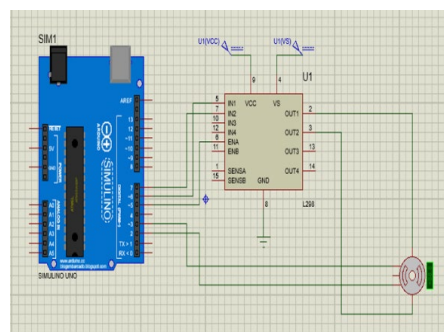 SIM1
U1(VCC)
U1(VS)
U1
9
4
5
7
10
12
6
11
1
15
IN1
IN2
IN3
IN4
ENA
ENB
SENSA
SENSB
VCC
VS
GND
OUT1
OUT2
OUT3
OUT4
2
3
13
14
8
L298
AREF
13
12
~11
~10
~9
8
RESET
5V
POWER
ARDUINO
SIMULINO
DIGITAL (PWM~)
ANALOG IN
A0
A1
A2
A3
A4
A5
7
~6
~5
4
~3
2
TX > 1
RX < 0
SIMULINO UNO